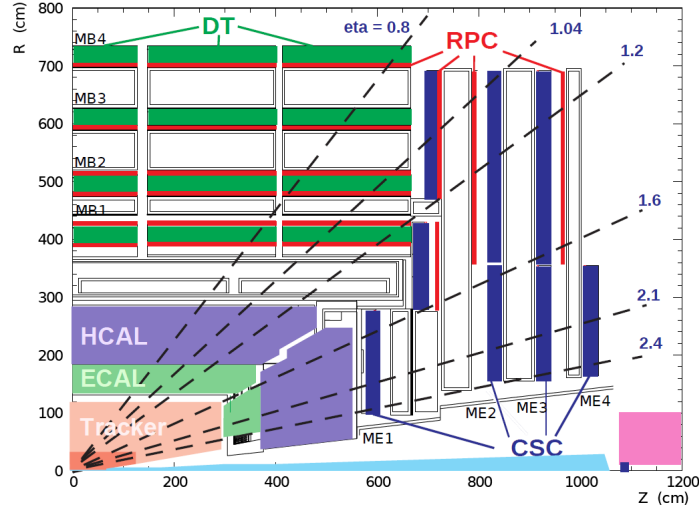 R (cm)
800
700
600
500
400
300
200
100
0
DT
eta = 0.8
1.04
1.2
RPC
MB4
MB3
MB2
MB1
1.6
2.1
2.4
HCAL
ECAL
Tracker
ME1
ME2
ME3
ME4
CSC
0
200
400
600
800
1000
1200
Z (cm)